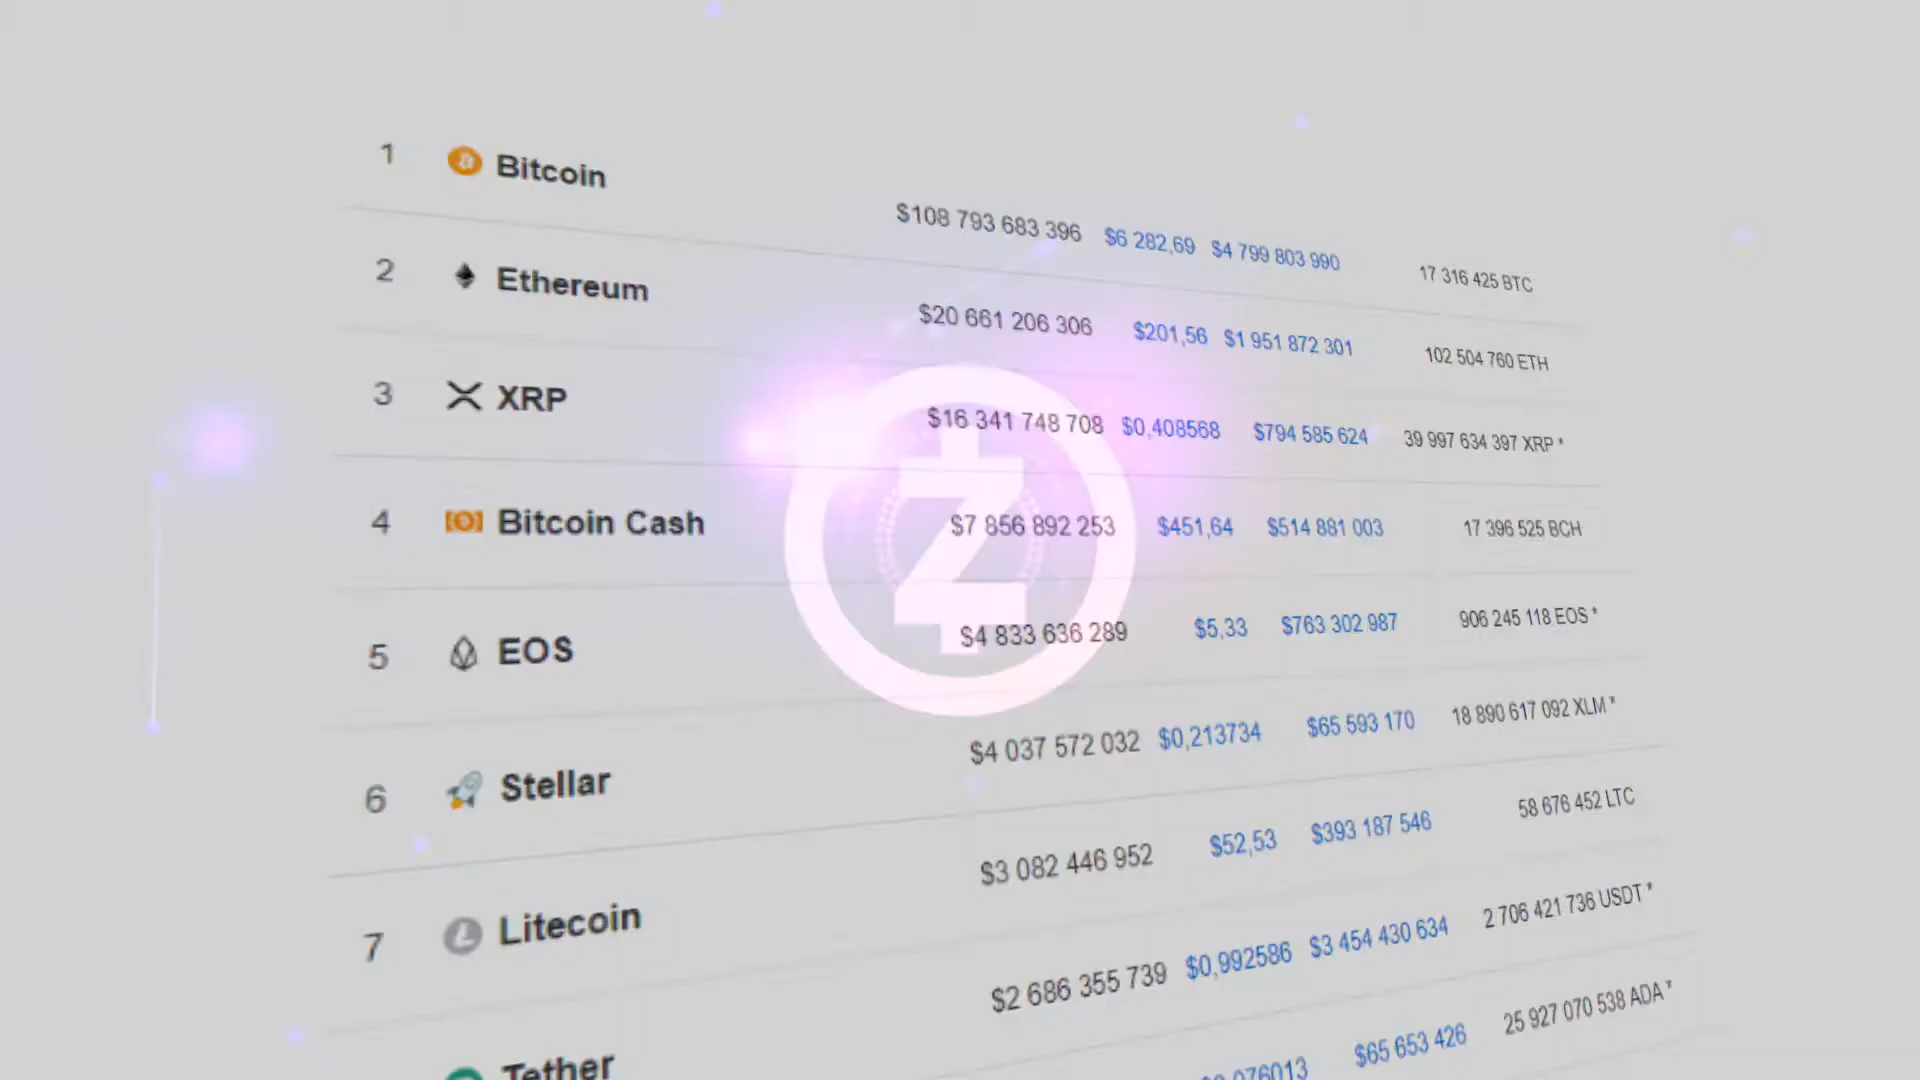 1 Bitcoin $108 793 683 396 $6 282,69 $4 799 803 990 17 316 425 BTC
2 Ethereum $20 661 206 306 $201,56 $1 951 872 301 102 504 760 ETH
3 XRP $16 341 748 708 $0,408568 $794 585 624 39 997 634 397 XRP *
4 Bitcoin Cash $7 856 892 253 $451,64 $514 881 003 17 396 525 BCH
5 EOS $4 833 636 289 $5,33 $763 302 987 906 245 118 EOS *
6 Stellar $4 037 572 032 $0,213734 $65 593 170 18 890 617 092 XLM *
7 Litecoin $3 082 446 952 $52,53 $393 187 546 58 676 452 LTC
Tether $2 686 355 739 $0,992586 $3 454 430 634 2 706 421 736 USDT *
$65 653 426 25 927 070 538 ADA *